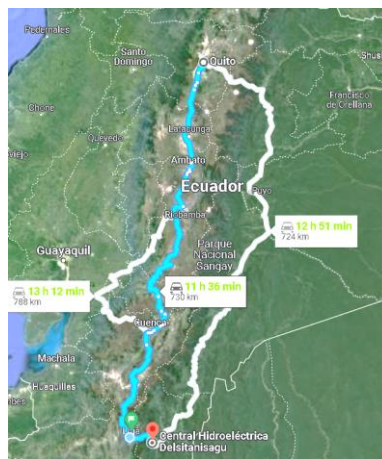 Pedernales
Santo
Domingo
Quito
Shus
Chone
Francisco
de Orellana
Quevedo
Latacunga
Ambato
Ecuador
Puyo
Riobamba
12 h 51 min
724 km
Guayaquil
Parque
Nacional
Sangay
13 h 12 min
788 km
11 h 36 min
730 km
Cuenca
Machala
Huaquillas
Central Hidroeléctrica
Delsitanisagu